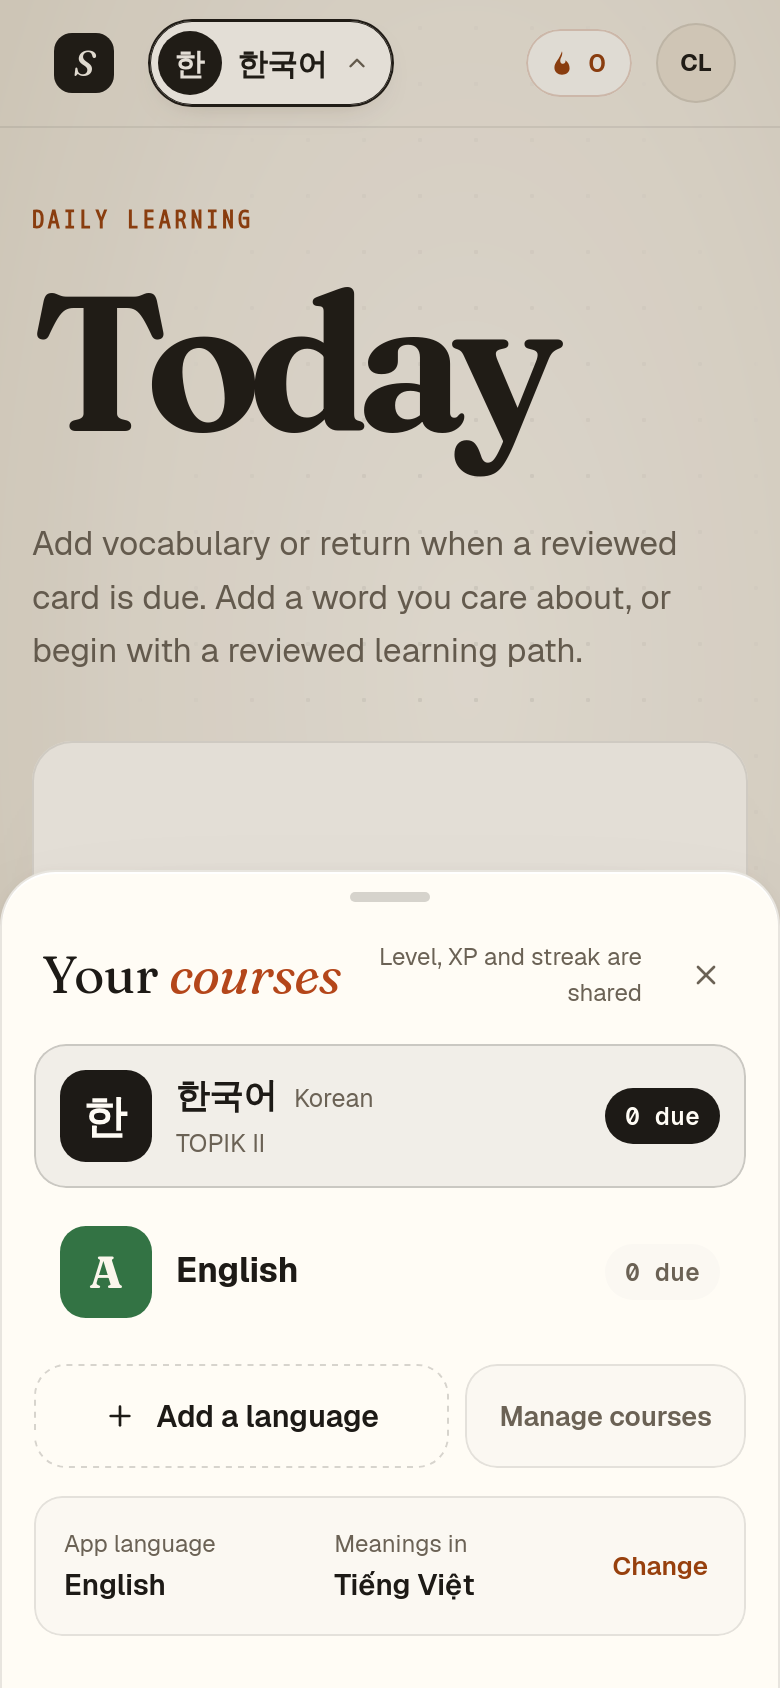 S
한 한국어
0
CL
DAILY LEARNING
Today
Add vocabulary or return when a reviewed
card is due. Add a word you care about, or
begin with a reviewed learning path.
Your courses
Level, XP and streak are
shared
한
한국어 Korean
TOPIK II
0 due
A
English
0 due
Add a language
Manage courses
App language
English
Meanings in
Tiếng Việt
Change